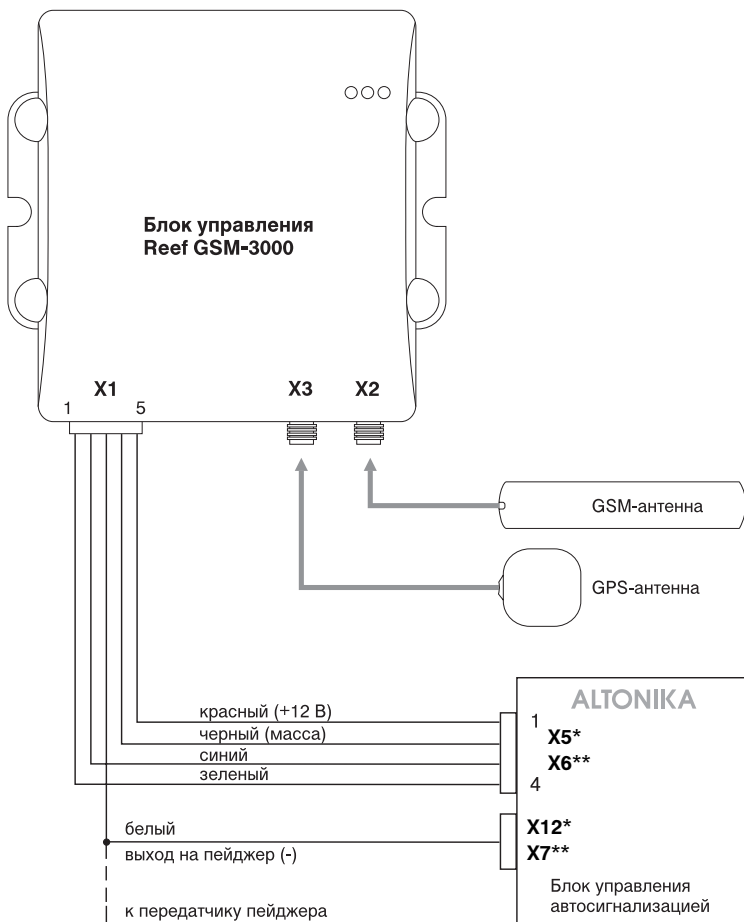 Блок управления
Reef GSM-3000
X1
X3
X2
1
5
GSM-антенна
GPS-антенна
ALTONIKA
красный (+12 В)
1
черный (масса)
X5*
синий
X6**
зеленый
4
белый
X12*
выход на пейджер (-)
X7**
Блок управления
автосигнализацией
к передатчику пейджера